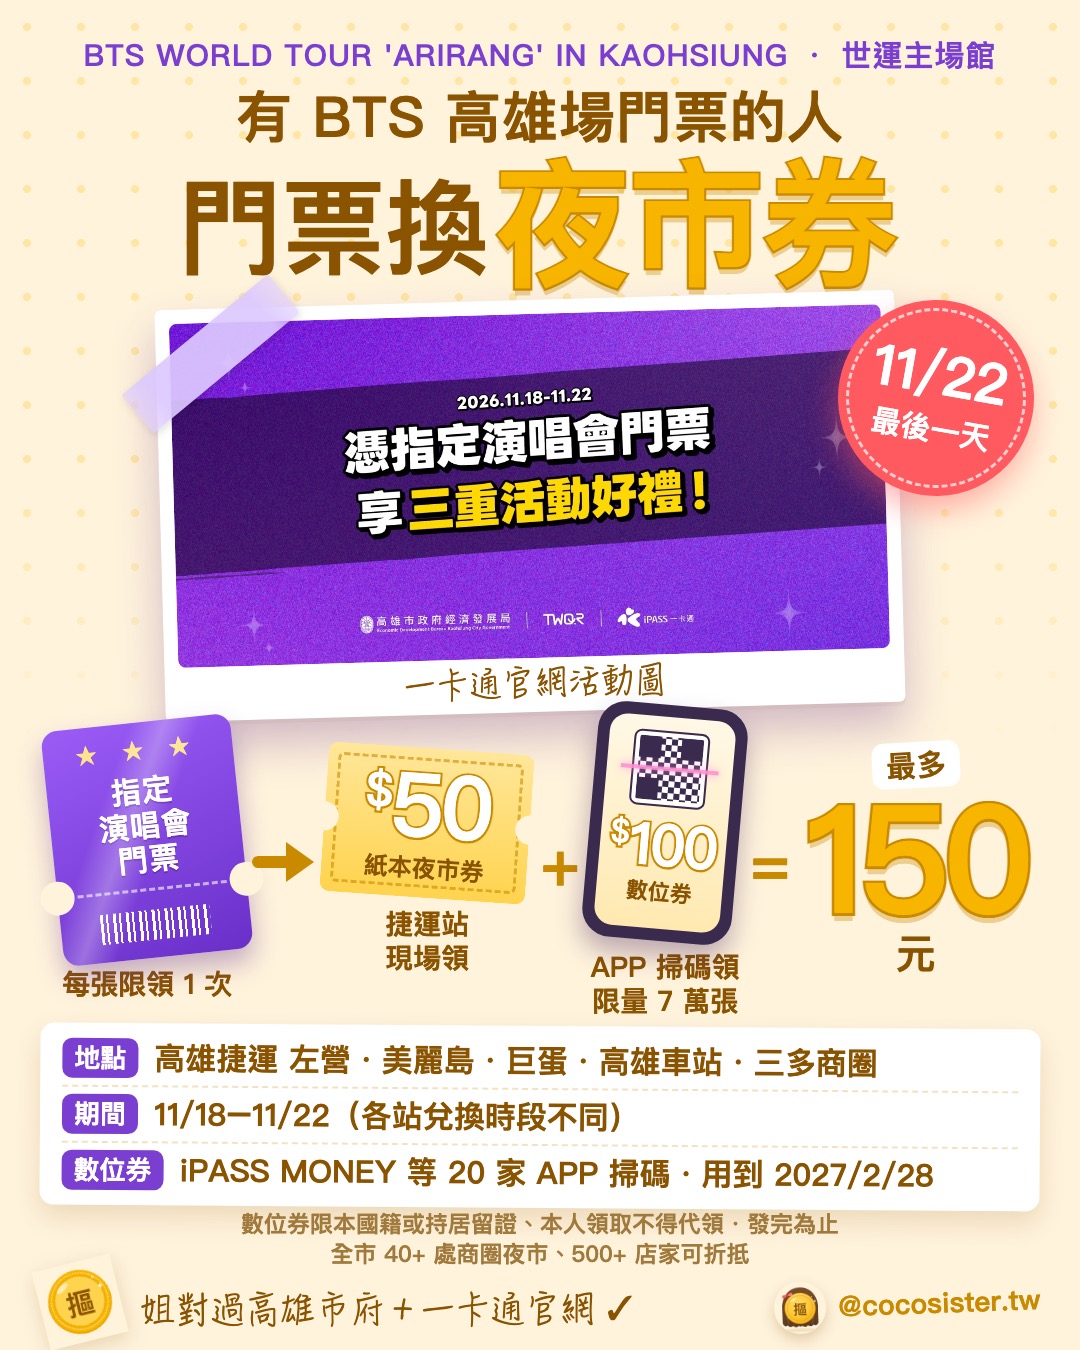 BTS WORLD TOUR 'ARIRANG' IN KAOHSIUNG · 世運主場館
有 BTS 高雄場門票的人
門票換夜市券
11/22
最後一天
2026.11.18-11.22
憑指定演唱會門票
享三重活動好禮!
高雄市政府經濟發展局
Economic Development Bureau Kaohsiung City Government
TWQR
iPASS 一卡通
一卡通官網活動圖
指定
演唱會
門票
每張限領 1 次
$50
紙本夜市券
捷運站
現場領
+
$100
數位券
APP 掃碼領
限量 7 萬張
=
最多
150
元
地點 高雄捷運 左營 · 美麗島 · 巨蛋 · 高雄車站 · 三多商圈
期間 11/18—11/22（各站兌換時段不同）
數位券 iPASS MONEY 等 20 家 APP 掃碼 · 用到 2027/2/28
數位券限本國籍或持居留證、本人領取不得代領 · 發完為止
全市 40+ 處商圈夜市、500+ 店家可折抵
摳
姐對過高雄市府＋一卡通官網 ✓
摳
@cocosister.tw